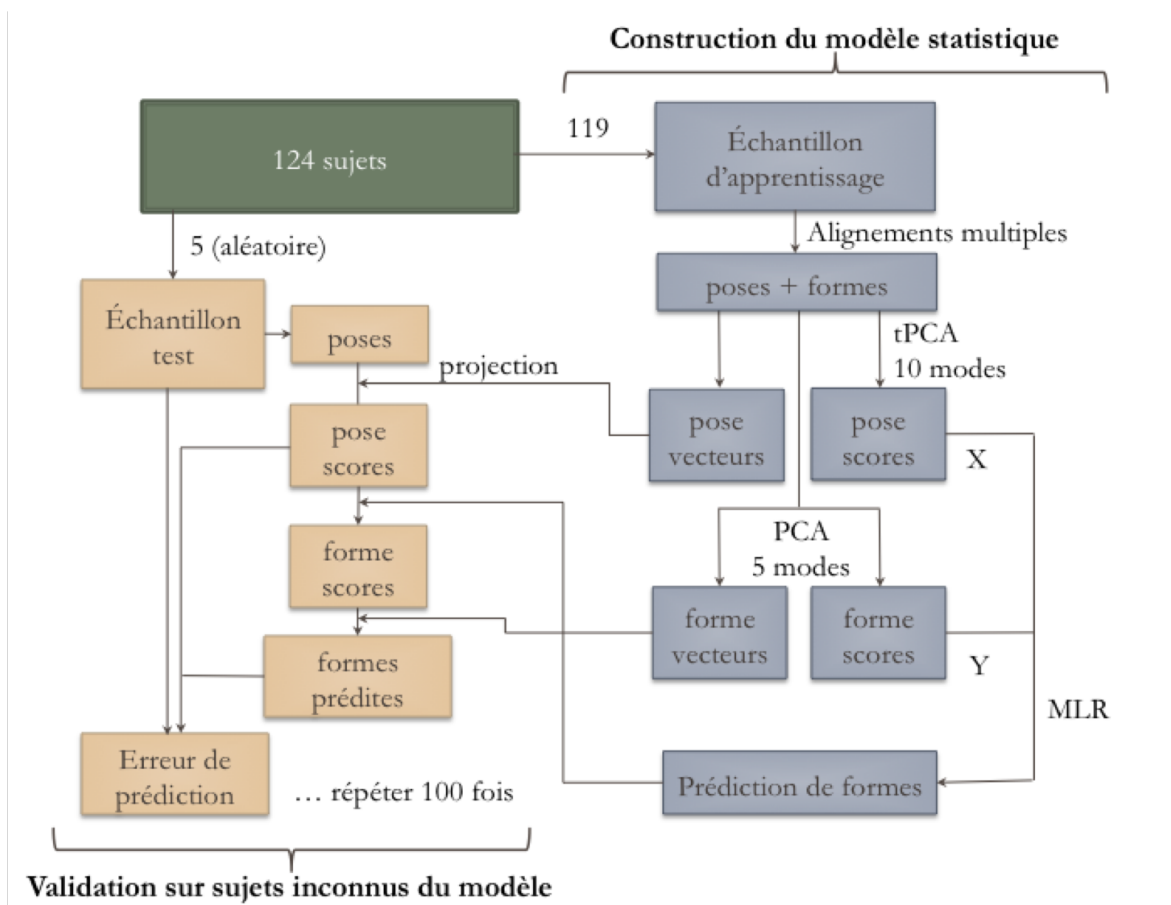 Construction du modèle statistique
124 sujets
119
Échantillon
d’apprentissage
5 (aléatoire)
Alignements multiples
Échantillon
test
poses
poses + formes
tPCA
10 modes
projection
pose
scores
pose
vecteurs
pose
scores
X
forme
scores
PCA
5 modes
forme
vecteurs
forme
scores
Y
formes
prédites
MLR
Erreur de
prédiction
… répéter 100 fois
Prédiction de formes
Validation sur sujets inconnus du modèle